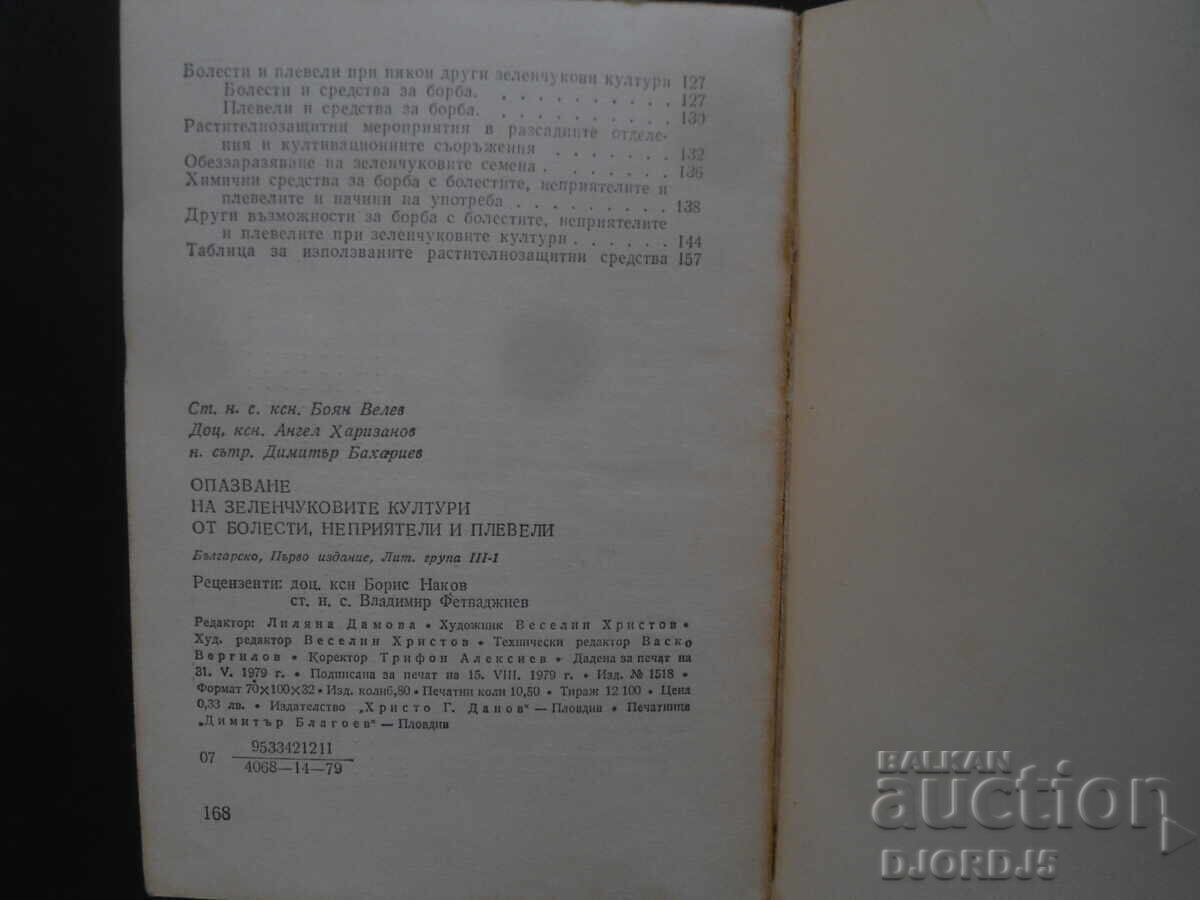 Болести и плевели при някои други зеленчукови култури 127
Болести и средства за борба. . . . . . . . . . . 127
Плевели и средства за борба. . . . . . . . . . . 130
Растителнозащитни мероприятия в разсадните отделе-
ния и култивационните съоръжения . . . . . . . 132
Обеззаразяване на зеленчуковите семена . . . . . . . 136
Химични средства за борба с болестите, неприятелите и
плевелите и начини на употреба . . . . . . . . . 138
Други възможности за борба с болестите, неприятелите
и плевелите при зеленчуковите култури . . . . . . 144
Таблица за използваните растителнозащитни средства 157
Ст. н. с. ксн. Боян Велев
Доц. ксн. Ангел Харизанов
н. сътр. Димитър Бахариев
ОПАЗВАНЕ
НА ЗЕЛЕНЧУКОВИТЕ КУЛТУРИ
ОТ БОЛЕСТИ, НЕПРИЯТЕЛИ И ПЛЕВЕЛИ
Българско, Първо издание, Лит. група III-1
Рецензенти: доц. ксн Борис Наков
ст. н. с. Владимир Фетваджиев
Редактор: Лиляна Дамова • Художник Веселин Христов •
Худ. редактор Веселин Христов • Технически редактор Васко
Вергилов • Коректор Трифон Алексиев • Дадена за печат на
31. V. 1979 г. • Подписана за печат на 15. VIII. 1979 г. • Изд. № 1518 •
Формат 70×100×32 • Изд. коли6,80 • Печатни коли 10,50 • Тираж 12 100 • Цена
0,33 лв. • Издателство „Христо Г. Данов“ — Пловдив • Печатница
„Димитър Благоев“ — Пловдив
07 9533421211
4068—14—79
168
BALKAN
auction
DJORDJ5